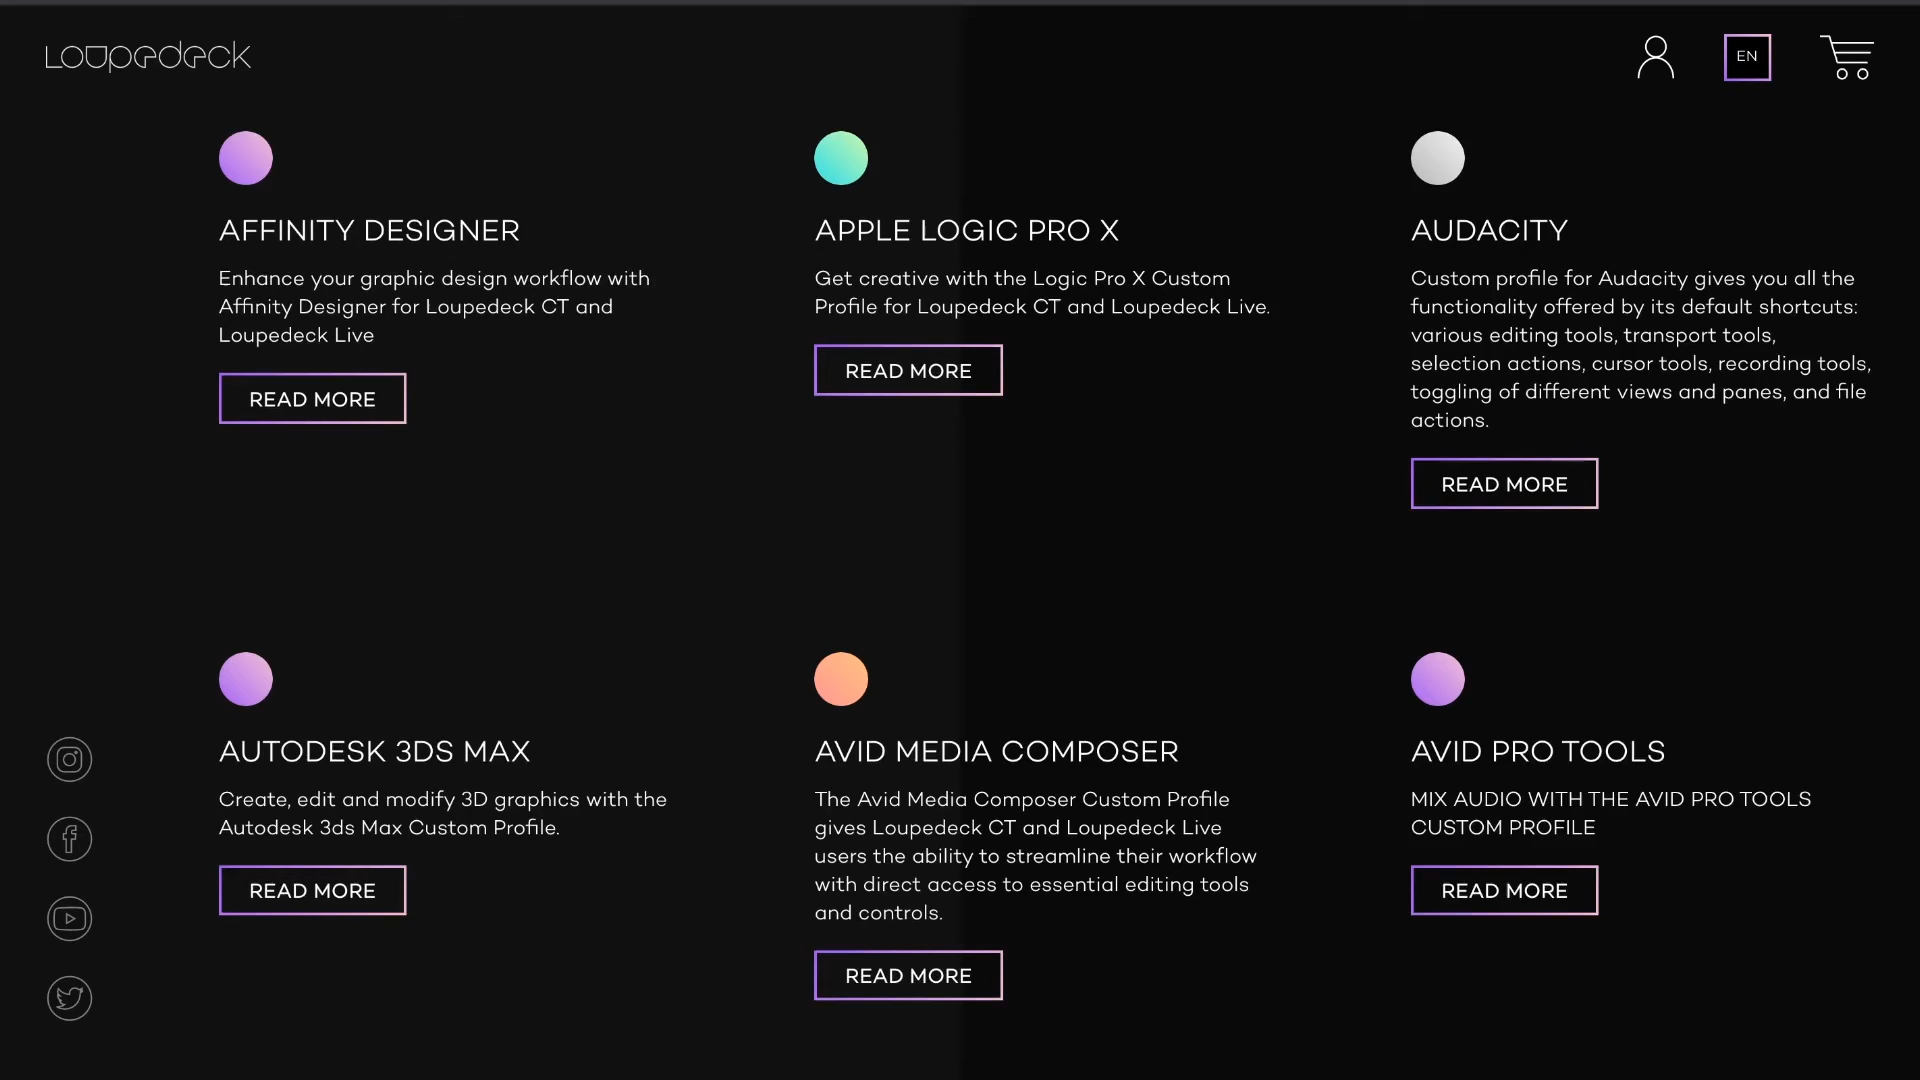 Loupedeck
EN
AFFINITY DESIGNER
Enhance your graphic design workflow with
Affinity Designer for Loupedeck CT and
Loupedeck Live
READ MORE
APPLE LOGIC PRO X
Get creative with the Logic Pro X Custom
Profile for Loupedeck CT and Loupedeck Live.
READ MORE
AUDACITY
Custom profile for Audacity gives you all the
functionality offered by its default shortcuts:
various editing tools, transport tools,
selection actions, cursor tools, recording tools,
toggling of different views and panes, and file
actions.
READ MORE
AUTODESK 3DS MAX
Create, edit and modify 3D graphics with the
Autodesk 3ds Max Custom Profile.
READ MORE
AVID MEDIA COMPOSER
The Avid Media Composer Custom Profile
gives Loupedeck CT and Loupedeck Live
users the ability to streamline their workflow
with direct access to essential editing tools
and controls.
READ MORE
AVID PRO TOOLS
MIX AUDIO WITH THE AVID PRO TOOLS
CUSTOM PROFILE
READ MORE